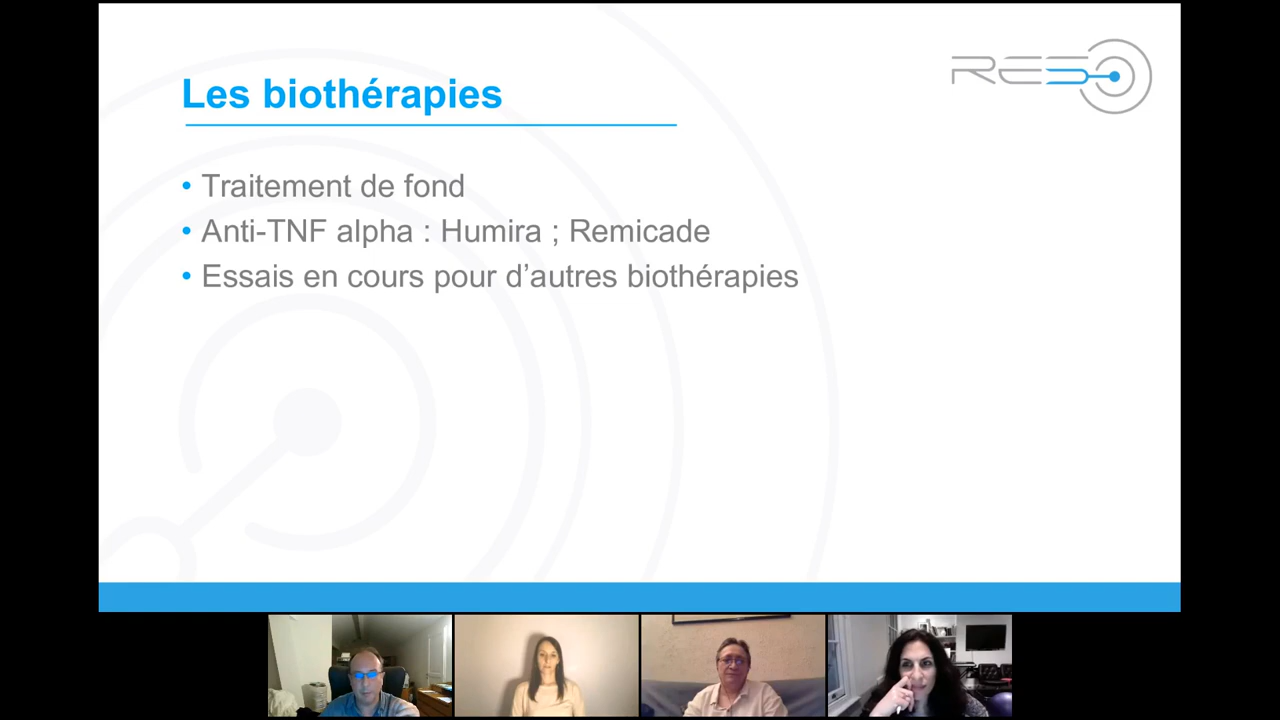 Les biothérapies
RESO
• Traitement de fond
• Anti-TNF alpha : Humira ; Remicade
• Essais en cours pour d’autres biothérapies